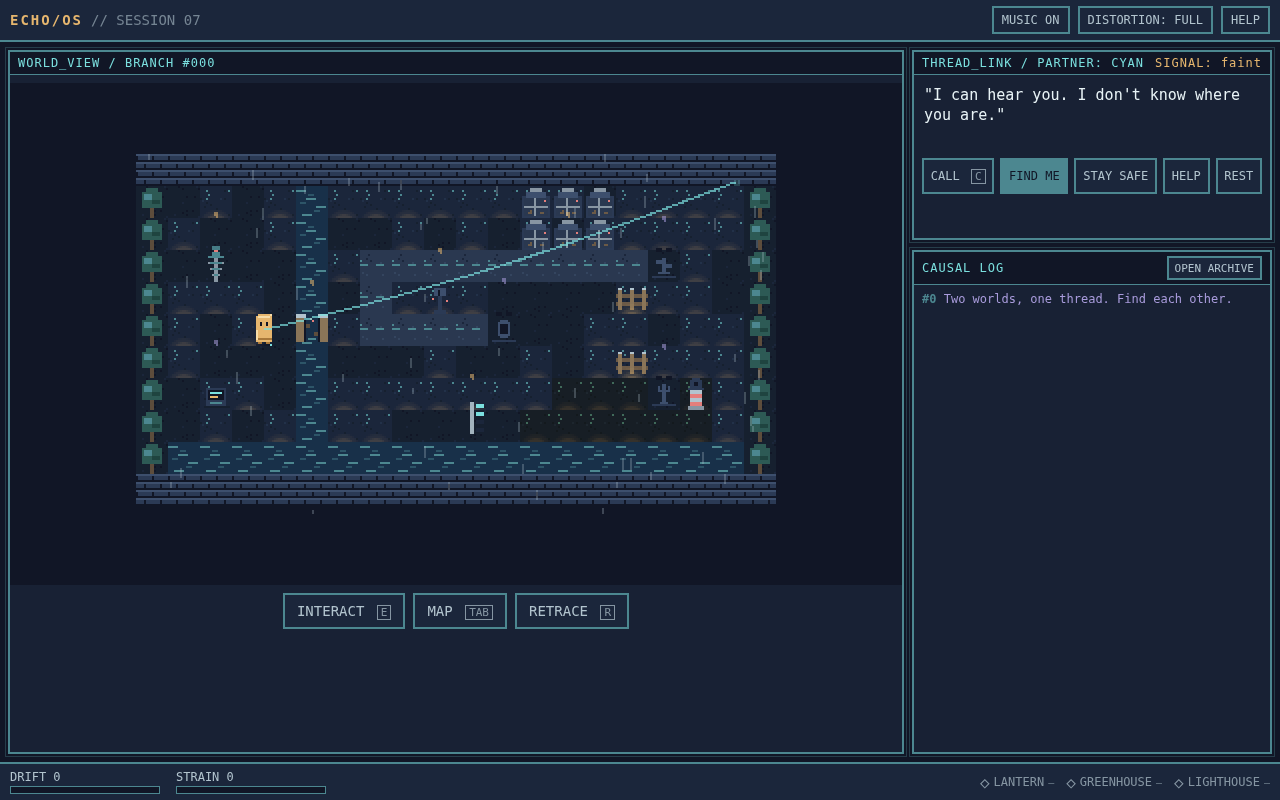 ECHO/OS // SESSION 07
MUSIC ON
DISTORTION: FULL
HELP
WORLD_VIEW / BRANCH #000
INTERACT E
MAP TAB
RETRACE R
THREAD_LINK / PARTNER: CYAN SIGNAL: faint
"I can hear you. I don't know where
you are."
CALL C
FIND ME
STAY SAFE
HELP
REST
CAUSAL LOG
OPEN ARCHIVE
#0 Two worlds, one thread. Find each other.
DRIFT 0
STRAIN 0
◇ LANTERN —
◇ GREENHOUSE —
◇ LIGHTHOUSE —